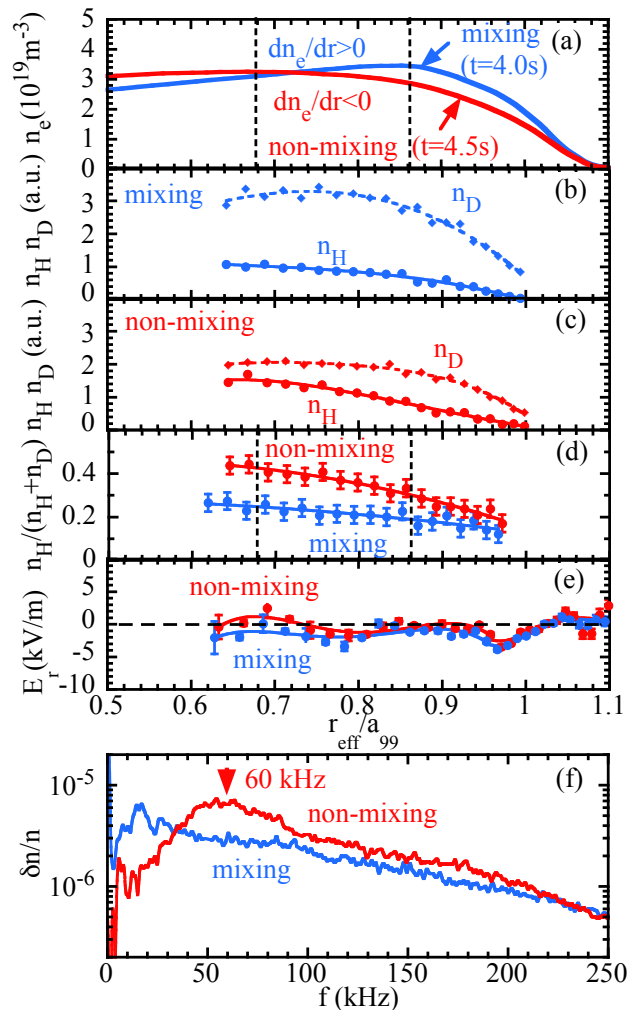 (a)
dn_e/dr>0
mixing
(t=4.0s)
dn_e/dr<0
non-mixing
(t=4.5s)
n_e(10^19m^-3)
5
4
3
2
1
0
(b)
mixing
n_D
n_H
n_H n_D (a.u.)
3
2
1
0
(c)
non-mixing
n_D
n_H
n_H n_D (a.u.)
3
2
1
0
(d)
non-mixing
mixing
n_H/(n_H+n_D)
0.4
0.2
0
(e)
non-mixing
mixing
E_r(kV/m)
5
0
-5
-10
0.5 0.6 0.7 0.8 0.9 1 1.1
r_eff/a_99
(f)
60 kHz
non-mixing
mixing
δn/n
10^-5
10^-6
0 50 100 150 200 250
f (kHz)